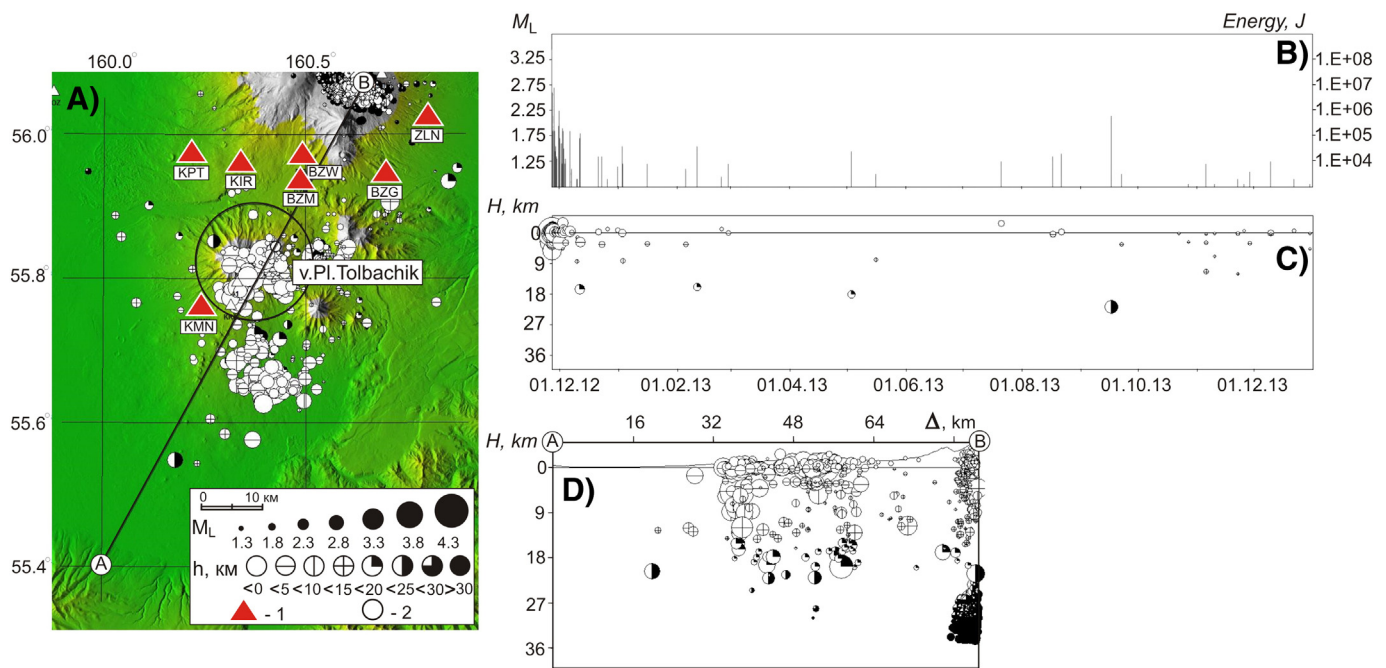 A)
160.0° 160.5°
56.0°
55.8°
55.6°
55.4°
B
ZLN
KPT
KIR
BZW
BZM
BZG
v.Pl.Tolbachik
KMN
A
0 10 км
M_L
1.3 1.8 2.3 2.8 3.3 3.8 4.3
h, км
<0 <5 <10 <15 <20 <25 <30 >30
- 1 - 2
M_L Energy, J
B)
3.25 1.E+08
2.75 1.E+07
2.25 1.E+06
1.75 1.E+05
1.25 1.E+04
H, km
C)
0
9
18
27
36
01.12.12 01.02.13 01.04.13 01.06.13 01.08.13 01.10.13 01.12.13
16 32 48 64 Δ, km
H, km A B
D)
0
9
18
27
36